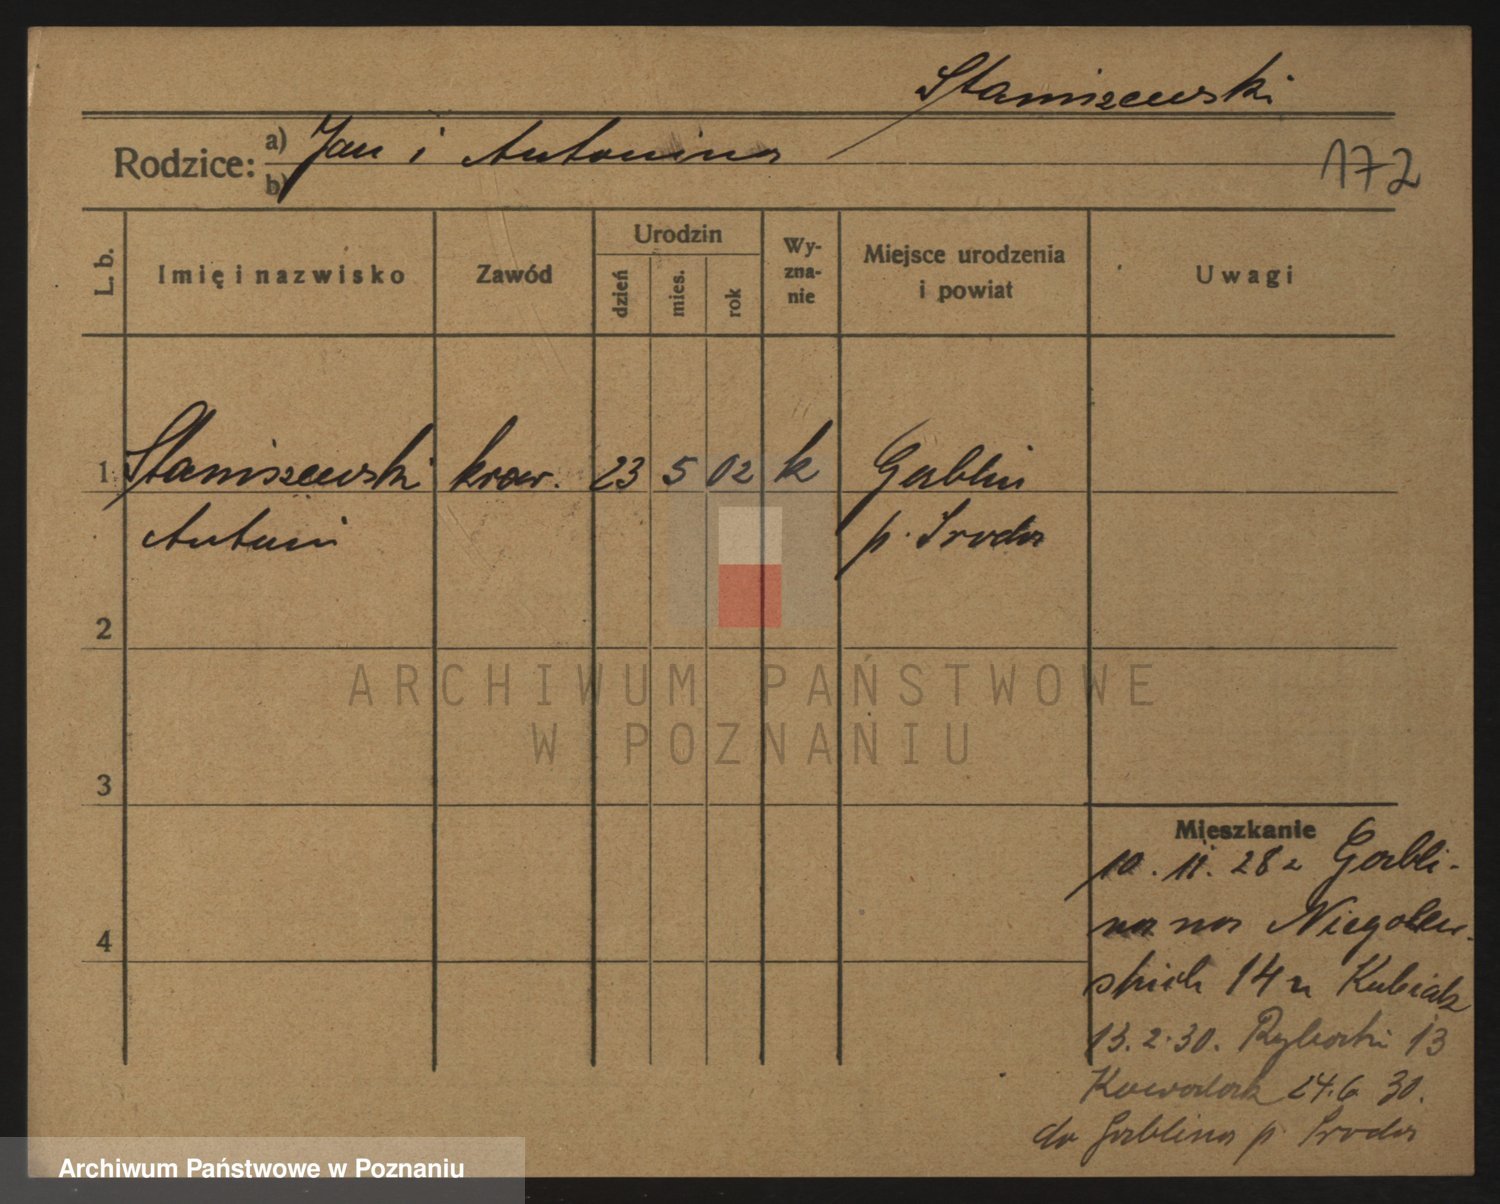 Staniszewski
Rodzice: a) Jan i Antonina
b)
172
L. b.
Imię i nazwisko
Zawód
Urodzin
dzień
mies.
rok
Wy-
zna-
nie
Miejsce urodzenia
i powiat
Uwagi
1 Staniszewski kraw. 23 5 02 k Gablin
Antoni p. Sroda
2
ARCHIWUM PAŃSTWOWE
W POZNANIU
3
Mieszkanie
10.11.28 z Gabli-
na na Niegolew-
skich 14 u Kubiak
4
13.2.30. Rybaki 13
24.6 30.
do Gablina p. Sroda
Archiwum Państwowe w Poznaniu